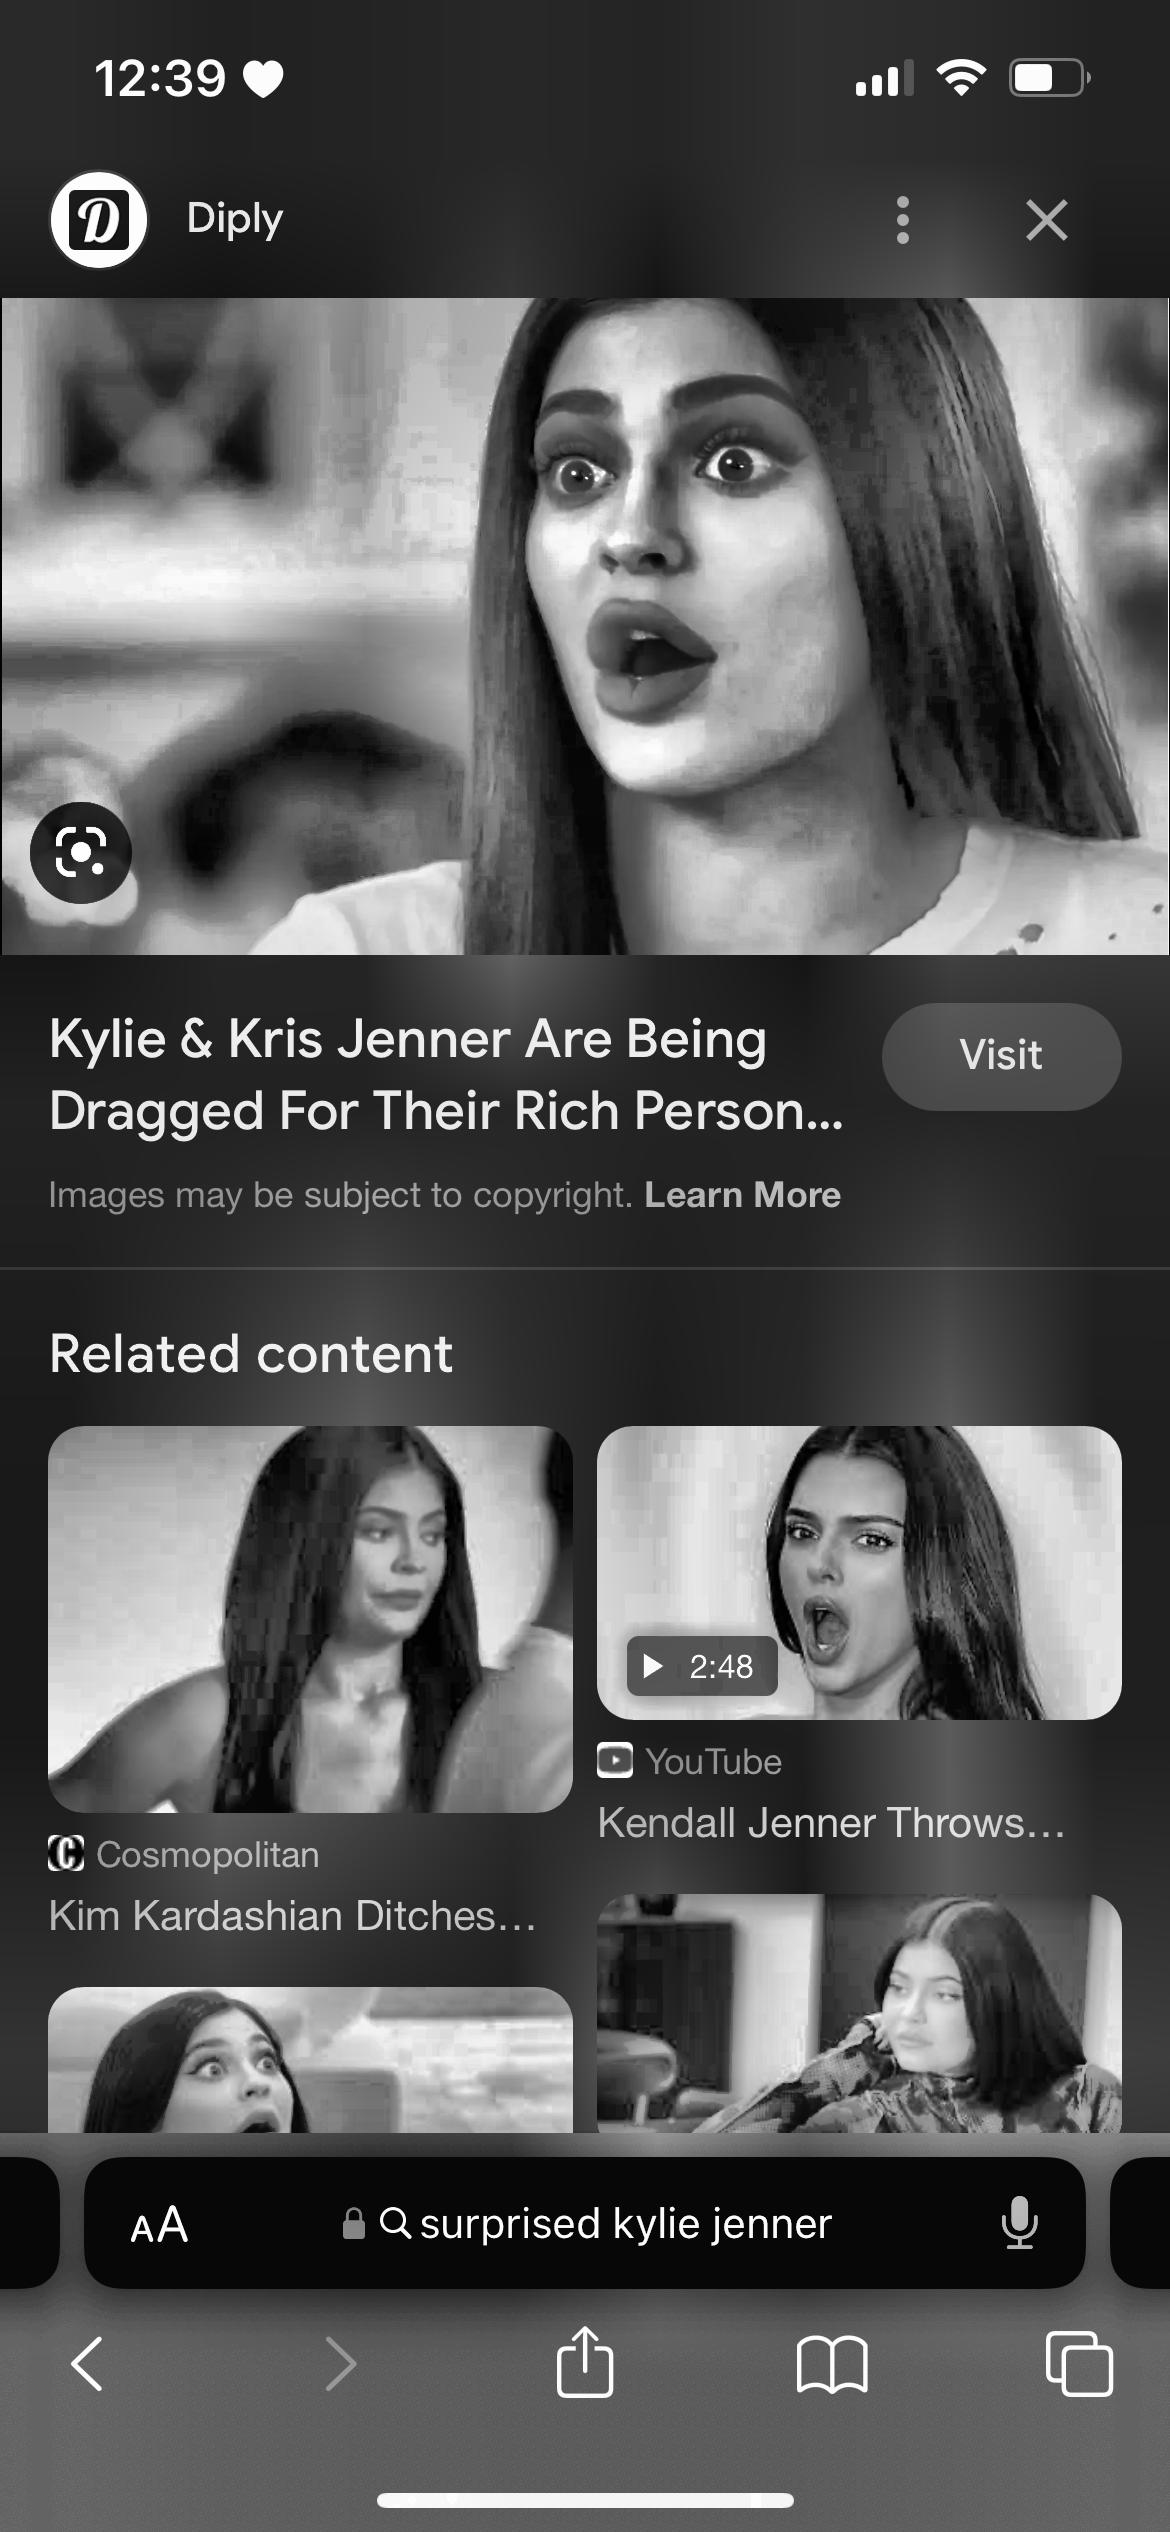 12:39
D
Diply
Kylie & Kris Jenner Are Being
Dragged For Their Rich Person...
Visit
Images may be subject to copyright. Learn More
Related content
2:48
YouTube
Kendall Jenner Throws...
C Cosmopolitan
Kim Kardashian Ditches...
AA surprised kylie jenner